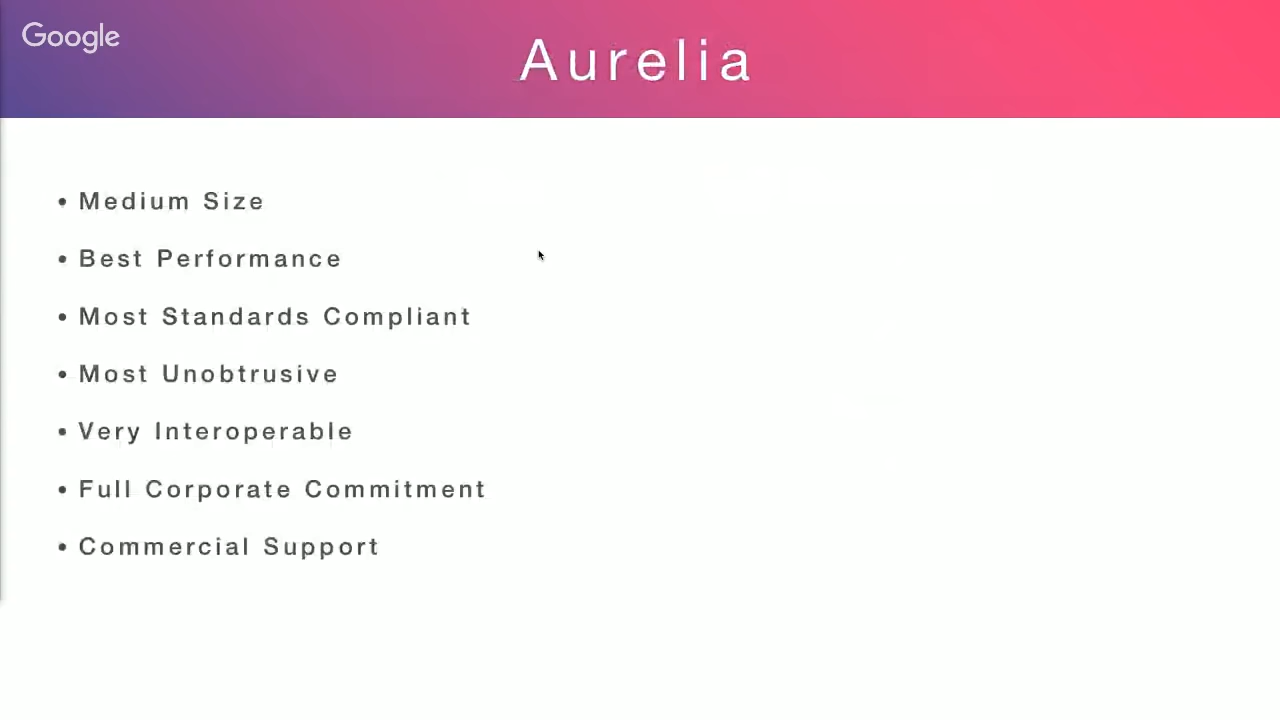 Google
Aurelia
• Medium Size
• Best Performance
• Most Standards Compliant
• Most Unobtrusive
• Very Interoperable
• Full Corporate Commitment
• Commercial Support